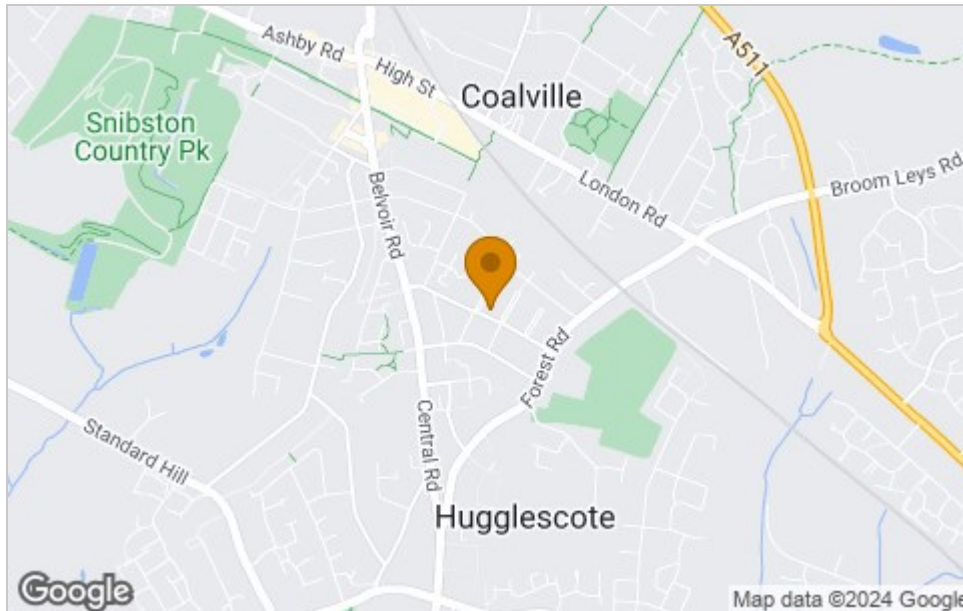 Ashby Rd
High St
Coalville
A511
Snibston
Country Pk
Belvoir Rd
London Rd
Broom Leys Rd
Forest Rd
Standard Hill
Central Rd
Hugglescote
Google
Map data ©2024 Google